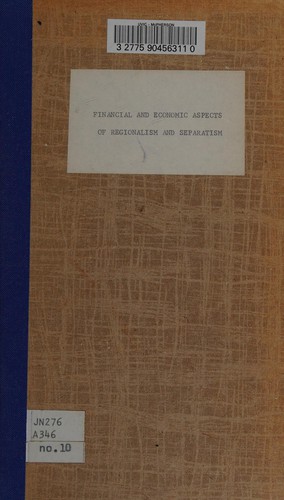 3 2775 90456311 0
FINANCIAL AND ECONOMIC ASPECTS
OF REGIONALISM AND SEPARATISM
JN276
A346
no.10